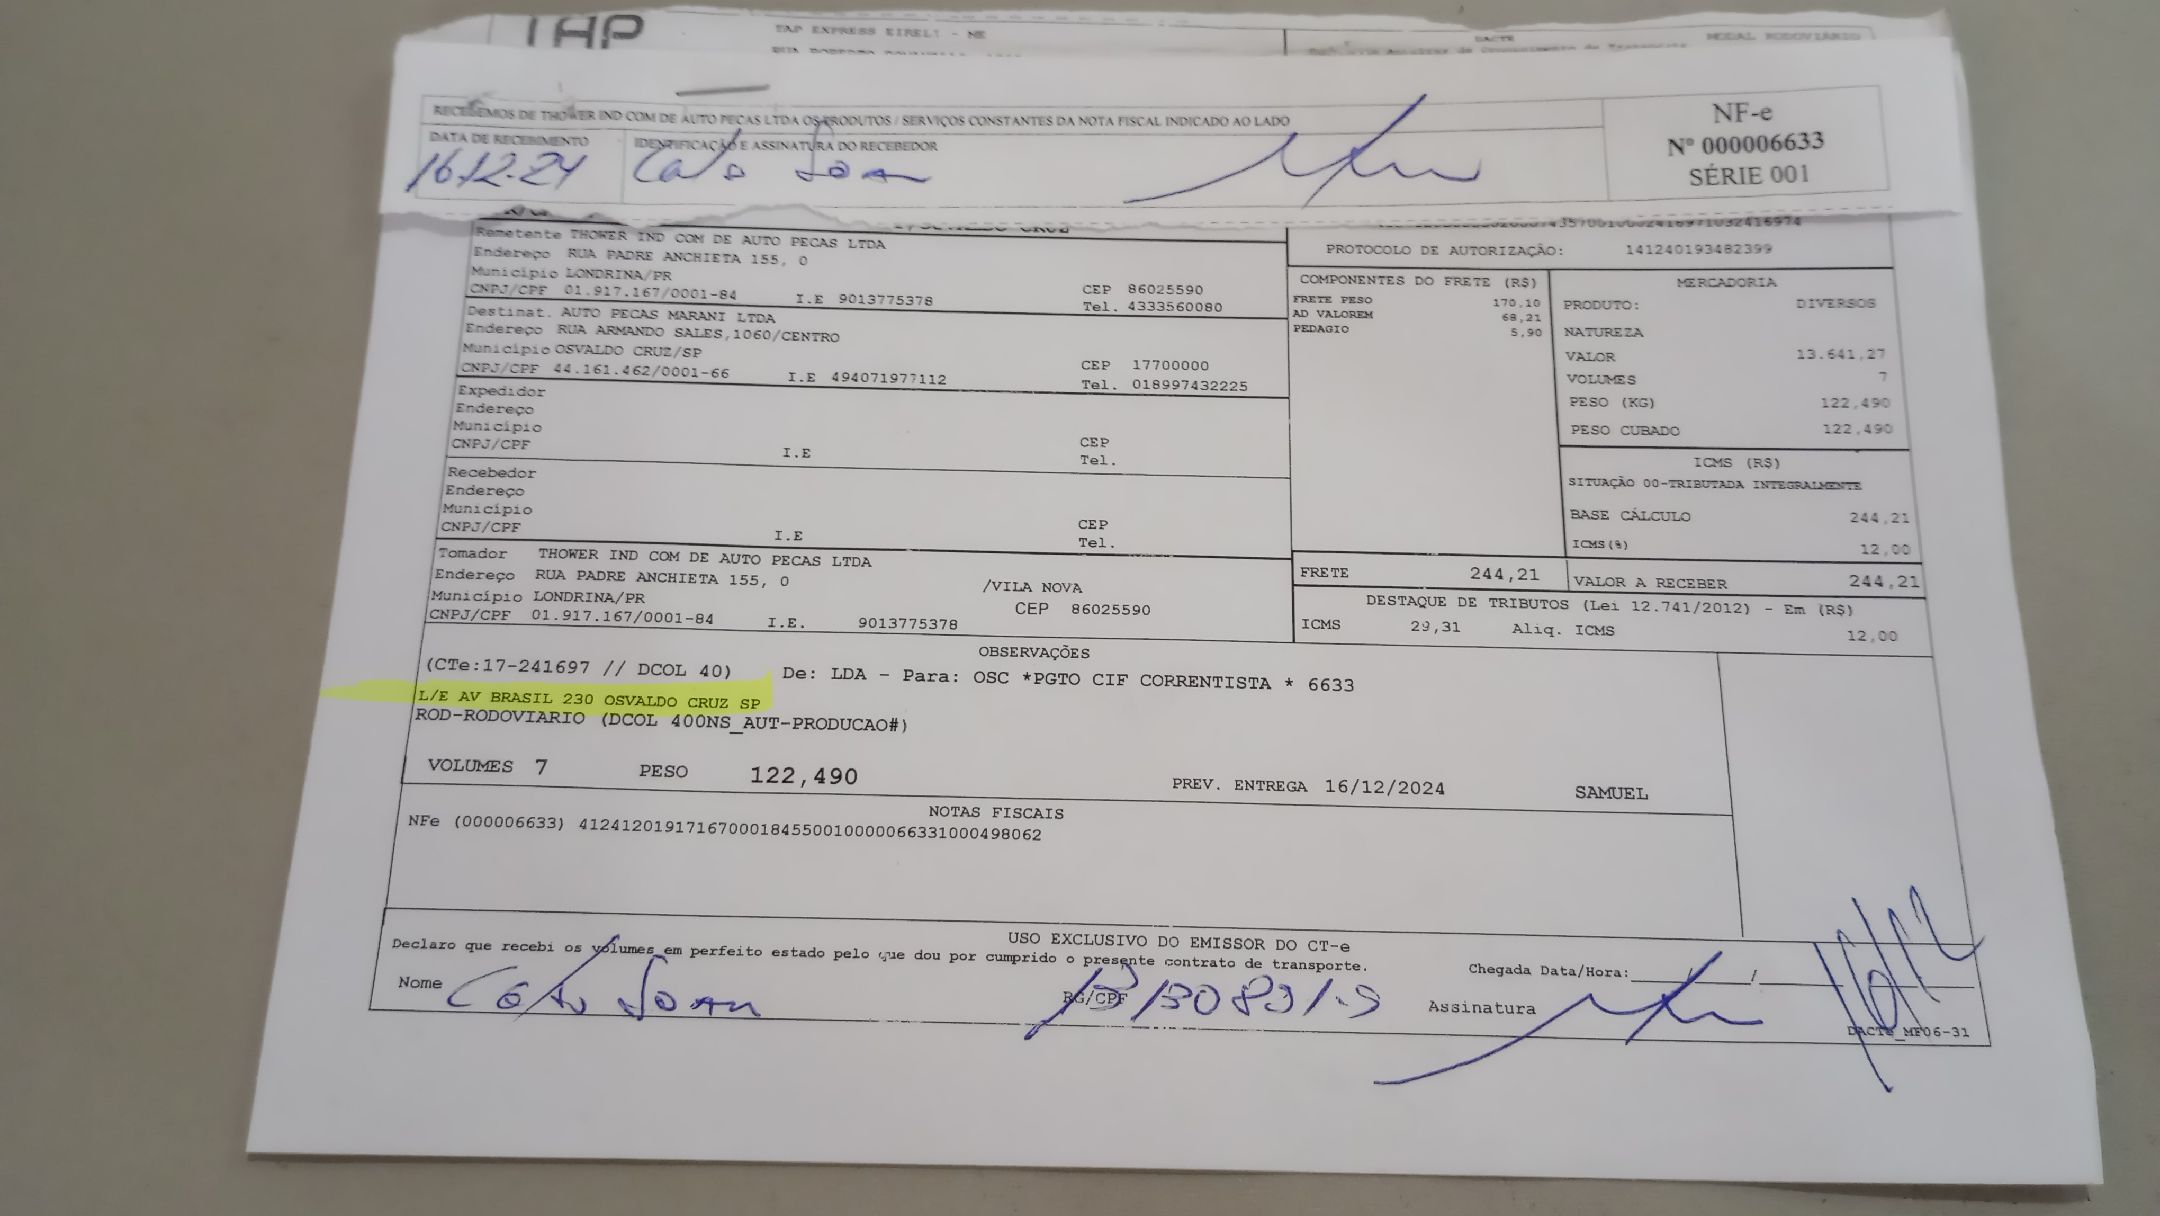 TAP
TAP EXPRESS EIRELI - ME
DACTE
MODAL RODOVIÁRIO
RECEBEMOS DE THOWER IND COM DE AUTO PECAS LTDA OS PRODUTOS / SERVIÇOS CONSTANTES DA NOTA FISCAL INDICADO AO LADO
NF-e
Nº 000006633
SÉRIE 001
DATA DE RECEBIMENTO
16.12.24
IDENTIFICAÇÃO E ASSINATURA DO RECEBEDOR
Remetente THOWER IND COM DE AUTO PECAS LTDA
Endereço RUA PADRE ANCHIETA 155, 0
Município LONDRINA/PR
CEP 86025590
CNPJ/CPF 01.917.167/0001-84 I.E 9013775378 Tel. 4333560080
Destinat. AUTO PECAS MARANI LTDA
Endereço RUA ARMANDO SALES,1060/CENTRO
Município OSVALDO CRUZ/SP
CEP 17700000
CNPJ/CPF 44.161.462/0001-66 I.E 494071977112 Tel. 018997432225
Expedidor
Endereço
Município
CEP
CNPJ/CPF I.E Tel.
Recebedor
Endereço
Município
CEP
CNPJ/CPF I.E Tel.
Tomador THOWER IND COM DE AUTO PECAS LTDA
Endereço RUA PADRE ANCHIETA 155, 0 /VILA NOVA
Município LONDRINA/PR CEP 86025590
CNPJ/CPF 01.917.167/0001-84 I.E. 9013775378
PROTOCOLO DE AUTORIZAÇÃO: 141240193482399
COMPONENTES DO FRETE (R$)
FRETE PESO 170,10
AD VALOREM 68,21
PEDAGIO 5,90
MERCADORIA
PRODUTO: DIVERSOS
NATUREZA
VALOR 13.641,27
VOLUMES 7
PESO (KG) 122,490
PESO CUBADO 122,490
ICMS (R$)
SITUAÇÃO 00-TRIBUTADA INTEGRALMENTE
BASE CÁLCULO 244,21
ICMS(%) 12,00
FRETE 244,21 VALOR A RECEBER 244,21
DESTAQUE DE TRIBUTOS (Lei 12.741/2012) - Em (R$)
ICMS 29,31 Aliq. ICMS 12,00
OBSERVAÇÕES
(CTe:17-241697 // DCOL 40) De: LDA - Para: OSC *PGTO CIF CORRENTISTA * 6633
L/E AV BRASIL 230 OSVALDO CRUZ SP
ROD-RODOVIARIO (DCOL 400NS_AUT-PRODUCAO#)
VOLUMES 7 PESO 122,490 PREV. ENTREGA 16/12/2024 SAMUEL
NOTAS FISCAIS
NFe (000006633) 41241201917167000184550010000066331000498062
USO EXCLUSIVO DO EMISSOR DO CT-e
Declaro que recebi os volumes em perfeito estado pelo que dou por cumprido o presente contrato de transporte.
Chegada Data/Hora: / /
16/12
Nome RG/CPF Assinatura
DACTe_MF06-31